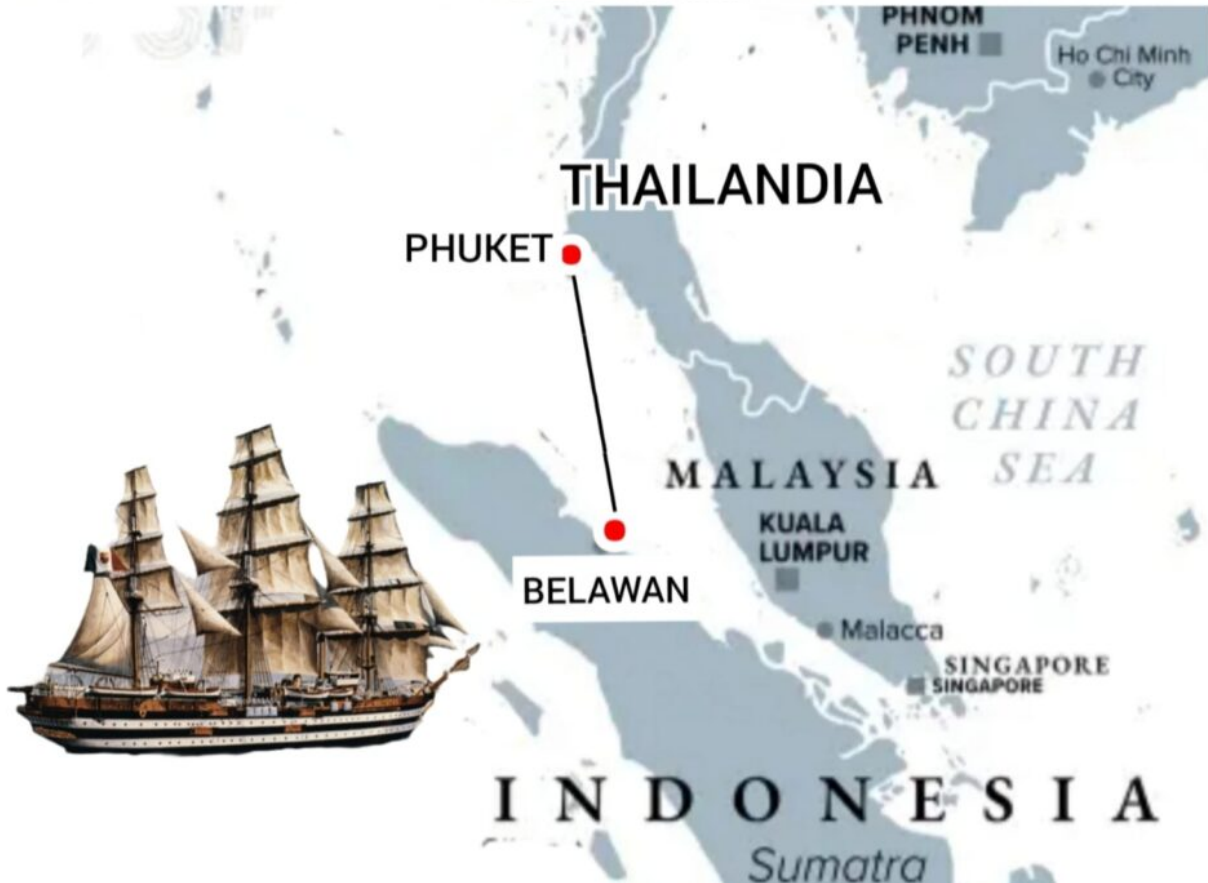 PHNOM
PENH
Ho Chi Minh
City
THAILANDIA
PHUKET
SOUTH
CHINA
SEA
MALAYSIA
KUALA
LUMPUR
BELAWAN
Malacca
SINGAPORE
SINGAPORE
INDONESIA
Sumatra